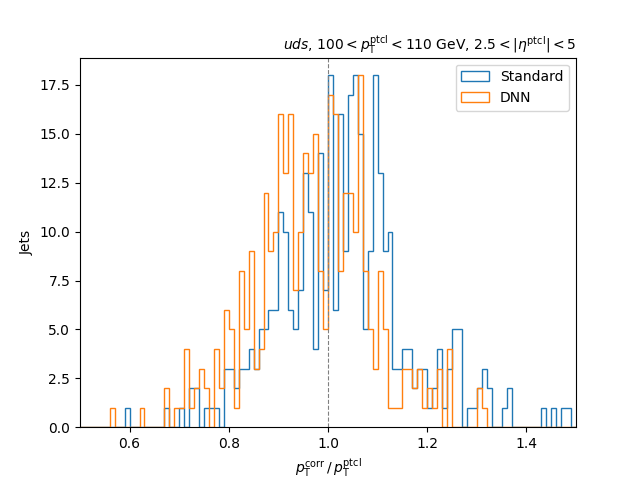 uds, 100 < p_T^ptcl < 110 GeV, 2.5 < |η^ptcl| < 5
Standard
DNN
17.5
15.0
12.5
10.0
7.5
5.0
2.5
0.0
Jets
0.6 0.8 1.0 1.2 1.4
p_T^corr / p_T^ptcl